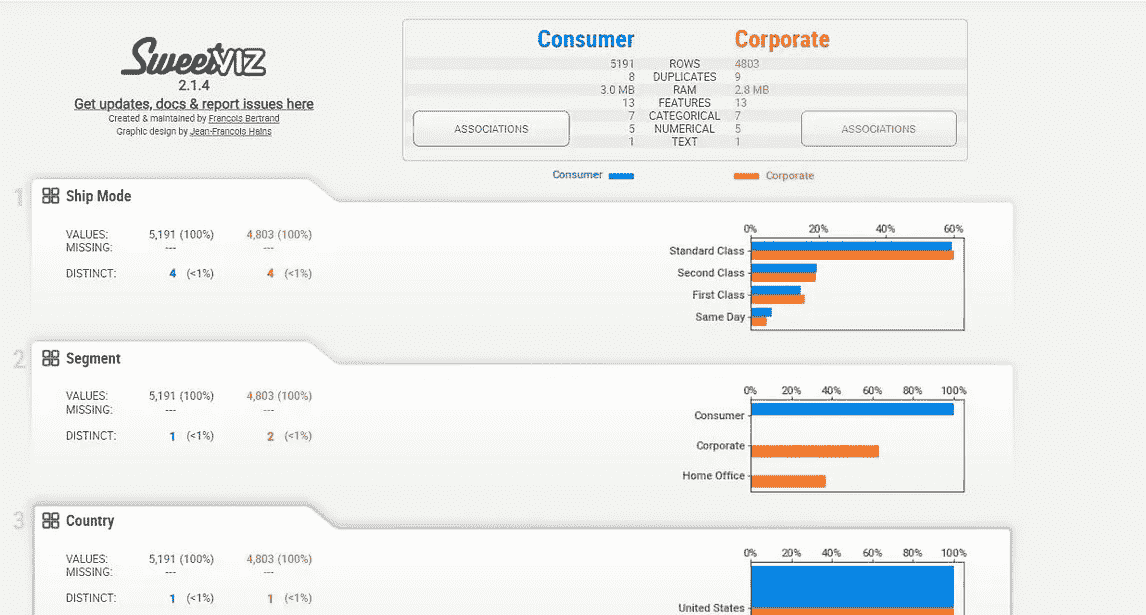 SweetVIZ
2.1.4
Get updates, docs & report issues here
Created & maintained by Francois Bertrand
Graphic design by Jean-Francois Hains
Consumer Corporate
5191 ROWS 4803
8 DUPLICATES 9
3.0 MB RAM 2.8 MB
13 FEATURES 13
7 CATEGORICAL 7
5 NUMERICAL 5
1 TEXT 1
ASSOCIATIONS ASSOCIATIONS
Consumer Corporate
1 Ship Mode
VALUES: 5,191 (100%) 4,803 (100%)
MISSING: --- ---
DISTINCT: 4 (<1%) 4 (<1%)
0% 20% 40% 60%
Standard Class
Second Class
First Class
Same Day
2 Segment
VALUES: 5,191 (100%) 4,803 (100%)
MISSING: --- ---
DISTINCT: 1 (<1%) 2 (<1%)
0% 20% 40% 60% 80% 100%
Consumer
Corporate
Home Office
3 Country
VALUES: 5,191 (100%) 4,803 (100%)
MISSING: --- ---
DISTINCT: 1 (<1%) 1 (<1%)
0% 20% 40% 60% 80% 100%
United States